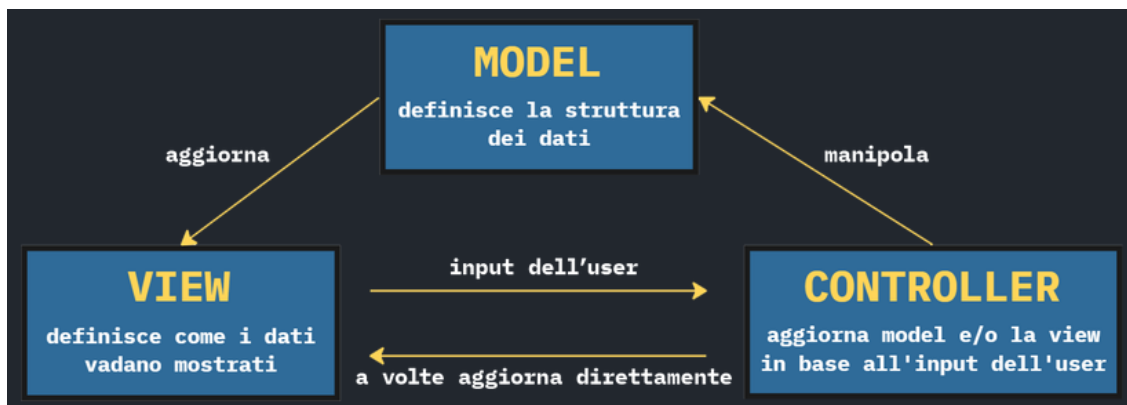 MODEL
definisce la struttura
dei dati
aggiorna
manipola
input dell’user
VIEW
definisce come i dati
vadano mostrati
CONTROLLER
aggiorna model e/o la view
in base all'input dell'user
a volte aggiorna direttamente